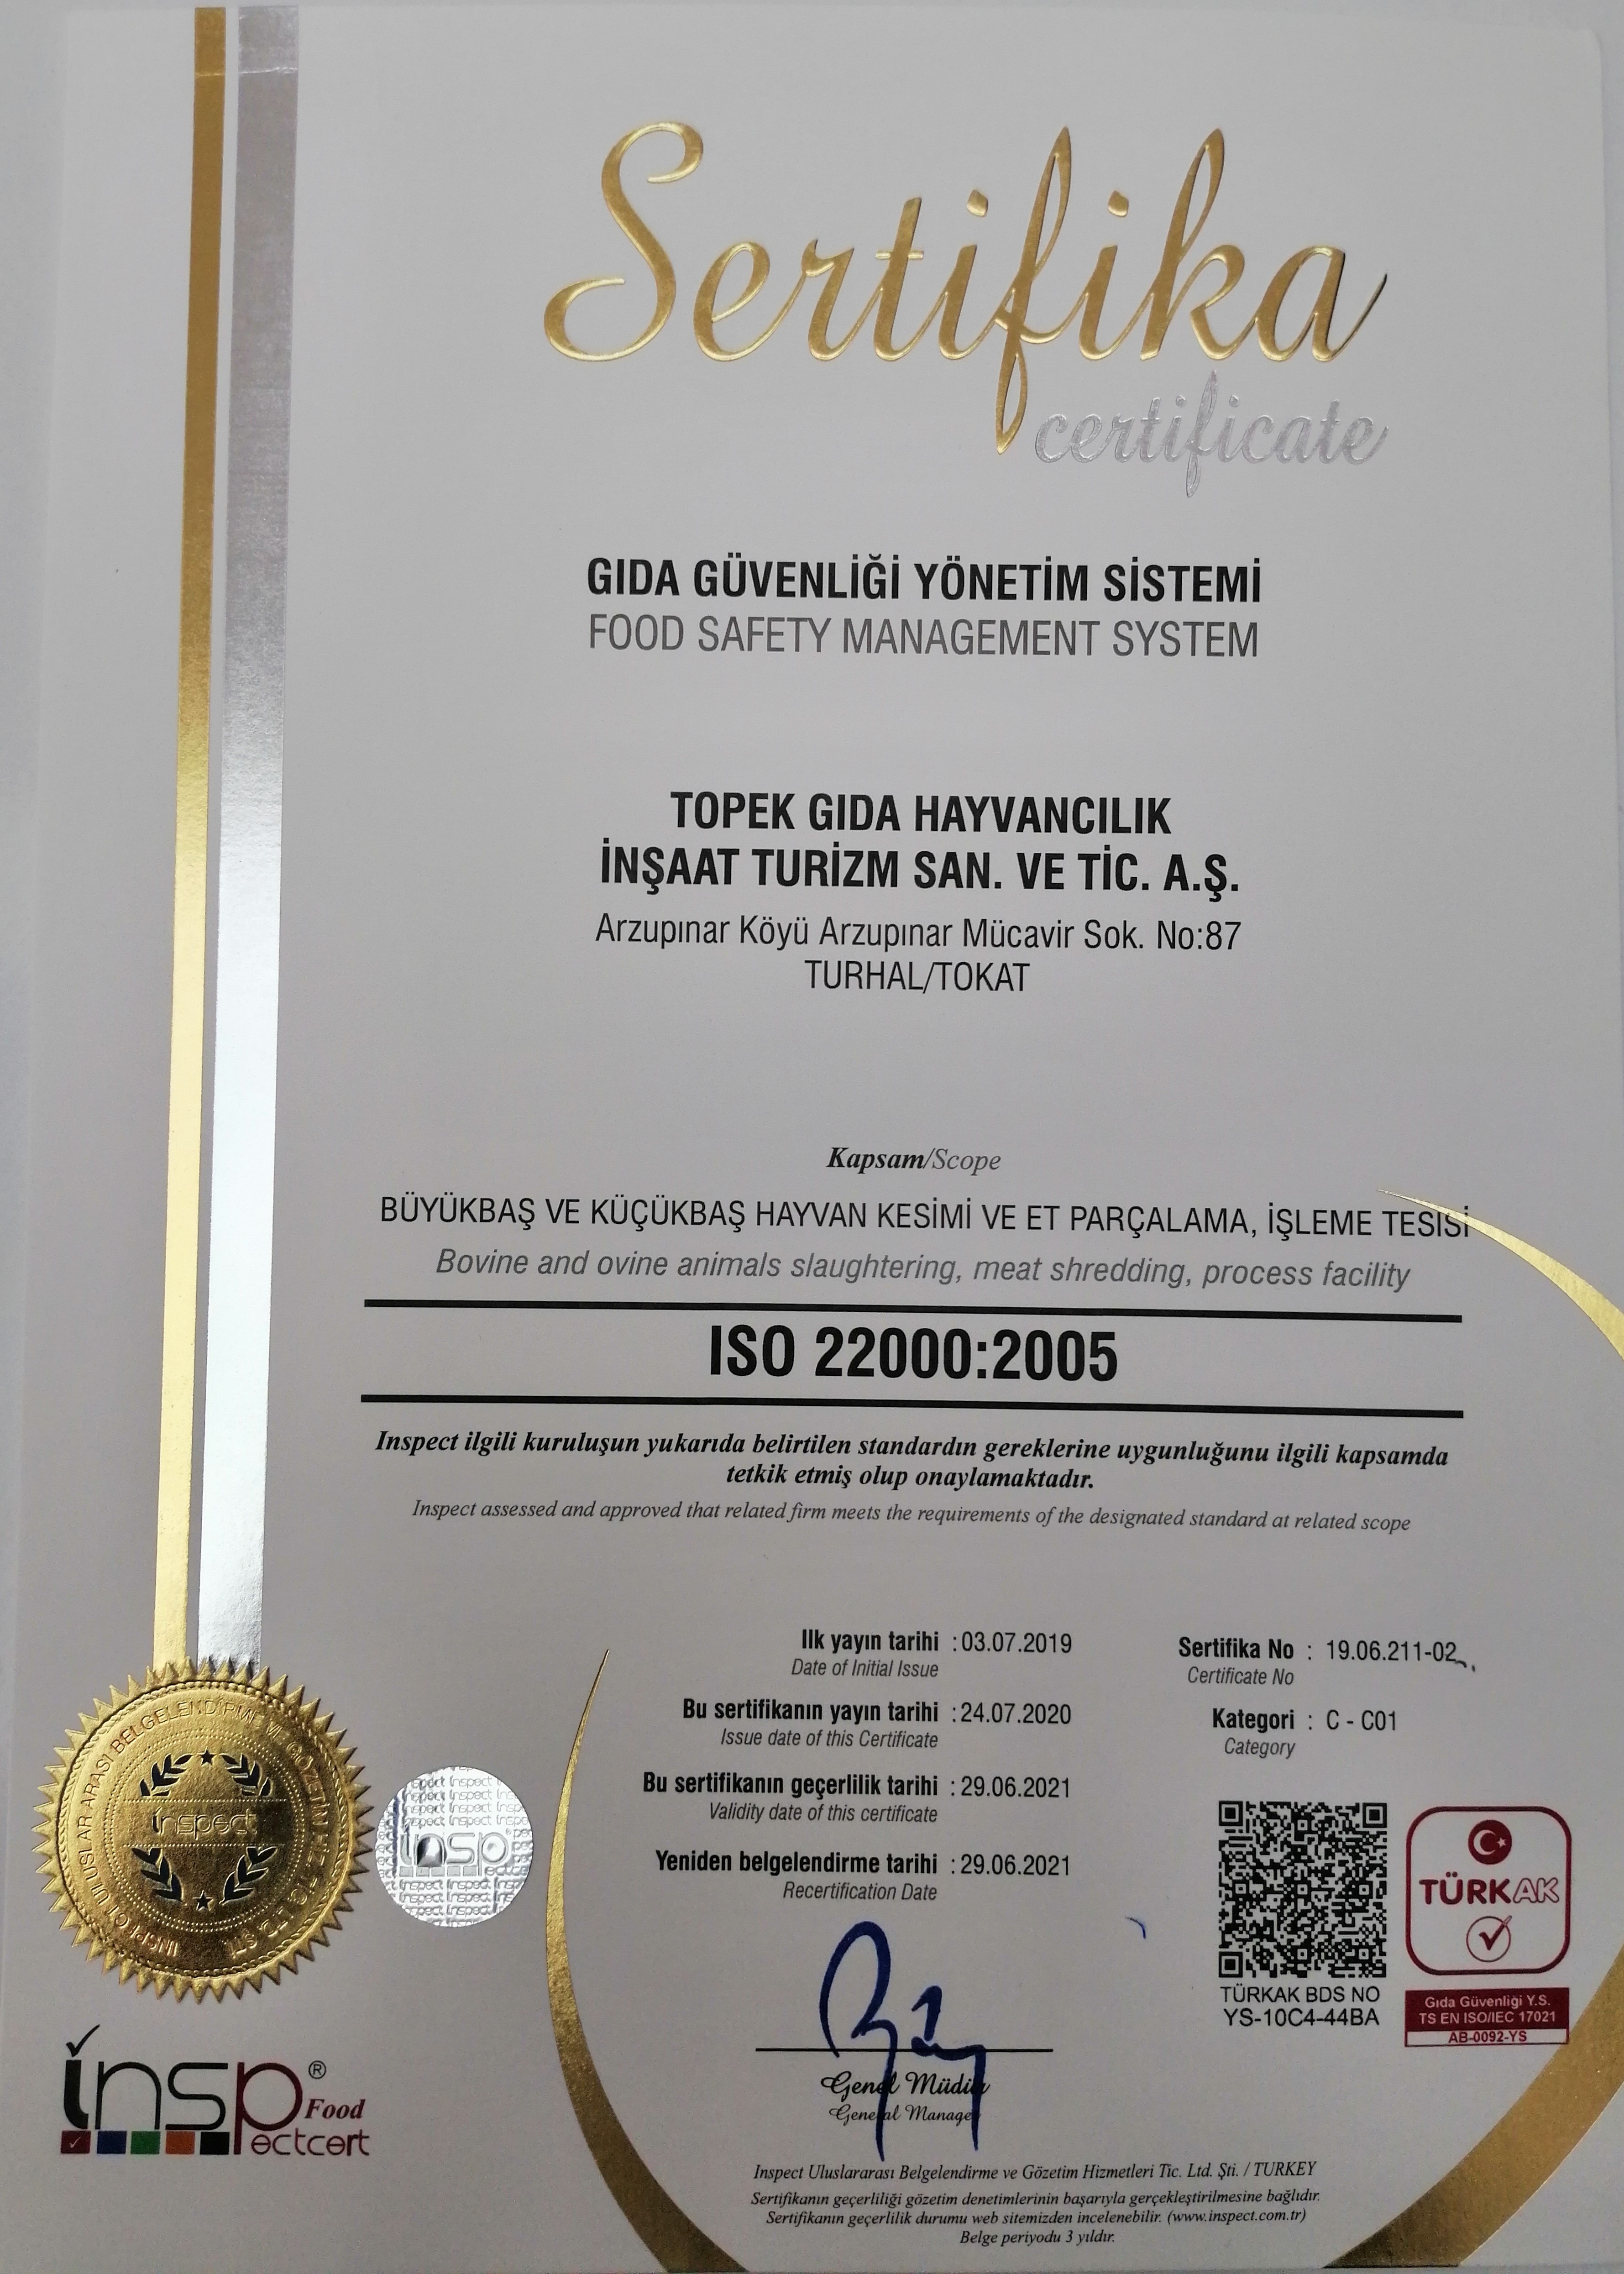 Sertifika
certificate
GIDA GÜVENLİĞİ YÖNETİM SİSTEMİ
FOOD SAFETY MANAGEMENT SYSTEM
TOPEK GIDA HAYVANCILIK
İNŞAAT TURİZM SAN. VE TİC. A.Ş.
Arzupınar Köyü Arzupınar Mücavir Sok. No:87
TURHAL/TOKAT
Kapsam/Scope
BÜYÜKBAŞ VE KÜÇÜKBAŞ HAYVAN KESİMİ VE ET PARÇALAMA, İŞLEME TESİSİ
Bovine and ovine animals slaughtering, meat shredding, process facility
ISO 22000:2005
Inspect ilgili kuruluşun yukarıda belirtilen standardın gereklerine uygunluğunu ilgili kapsamda
tetkik etmiş olup onaylamaktadır.
Inspect assessed and approved that related firm meets the requirements of the designated standard at related scope
Ilk yayın tarihi : 03.07.2019
Date of Initial Issue
Bu sertifikanın yayın tarihi : 24.07.2020
Issue date of this Certificate
Bu sertifikanın geçerlilik tarihi : 29.06.2021
Validity date of this certificate
Yeniden belgelendirme tarihi : 29.06.2021
Recertification Date
Sertifika No : 19.06.211-02
Certificate No
Kategori : C - C01
Category
TÜRKAK
TÜRKAK BDS NO
YS-10C4-44BA
Gıda Güvenliği Y.S.
TS EN ISO/IEC 17021
AB-0092-YS
inspect
insp
ectcert
insp®
Food
ectcert
Genel Müdür
General Manager
Inspect Uluslararası Belgelendirme ve Gözetim Hizmetleri Tic. Ltd. Şti. / TURKEY
Sertifikanın geçerliliği gözetim denetimlerinin başarıyla gerçekleştirilmesine bağlıdır.
Sertifikanın geçerlilik durumu web sitemizden incelenebilir. (www.inspect.com.tr)
Belge periyodu 3 yıldır.